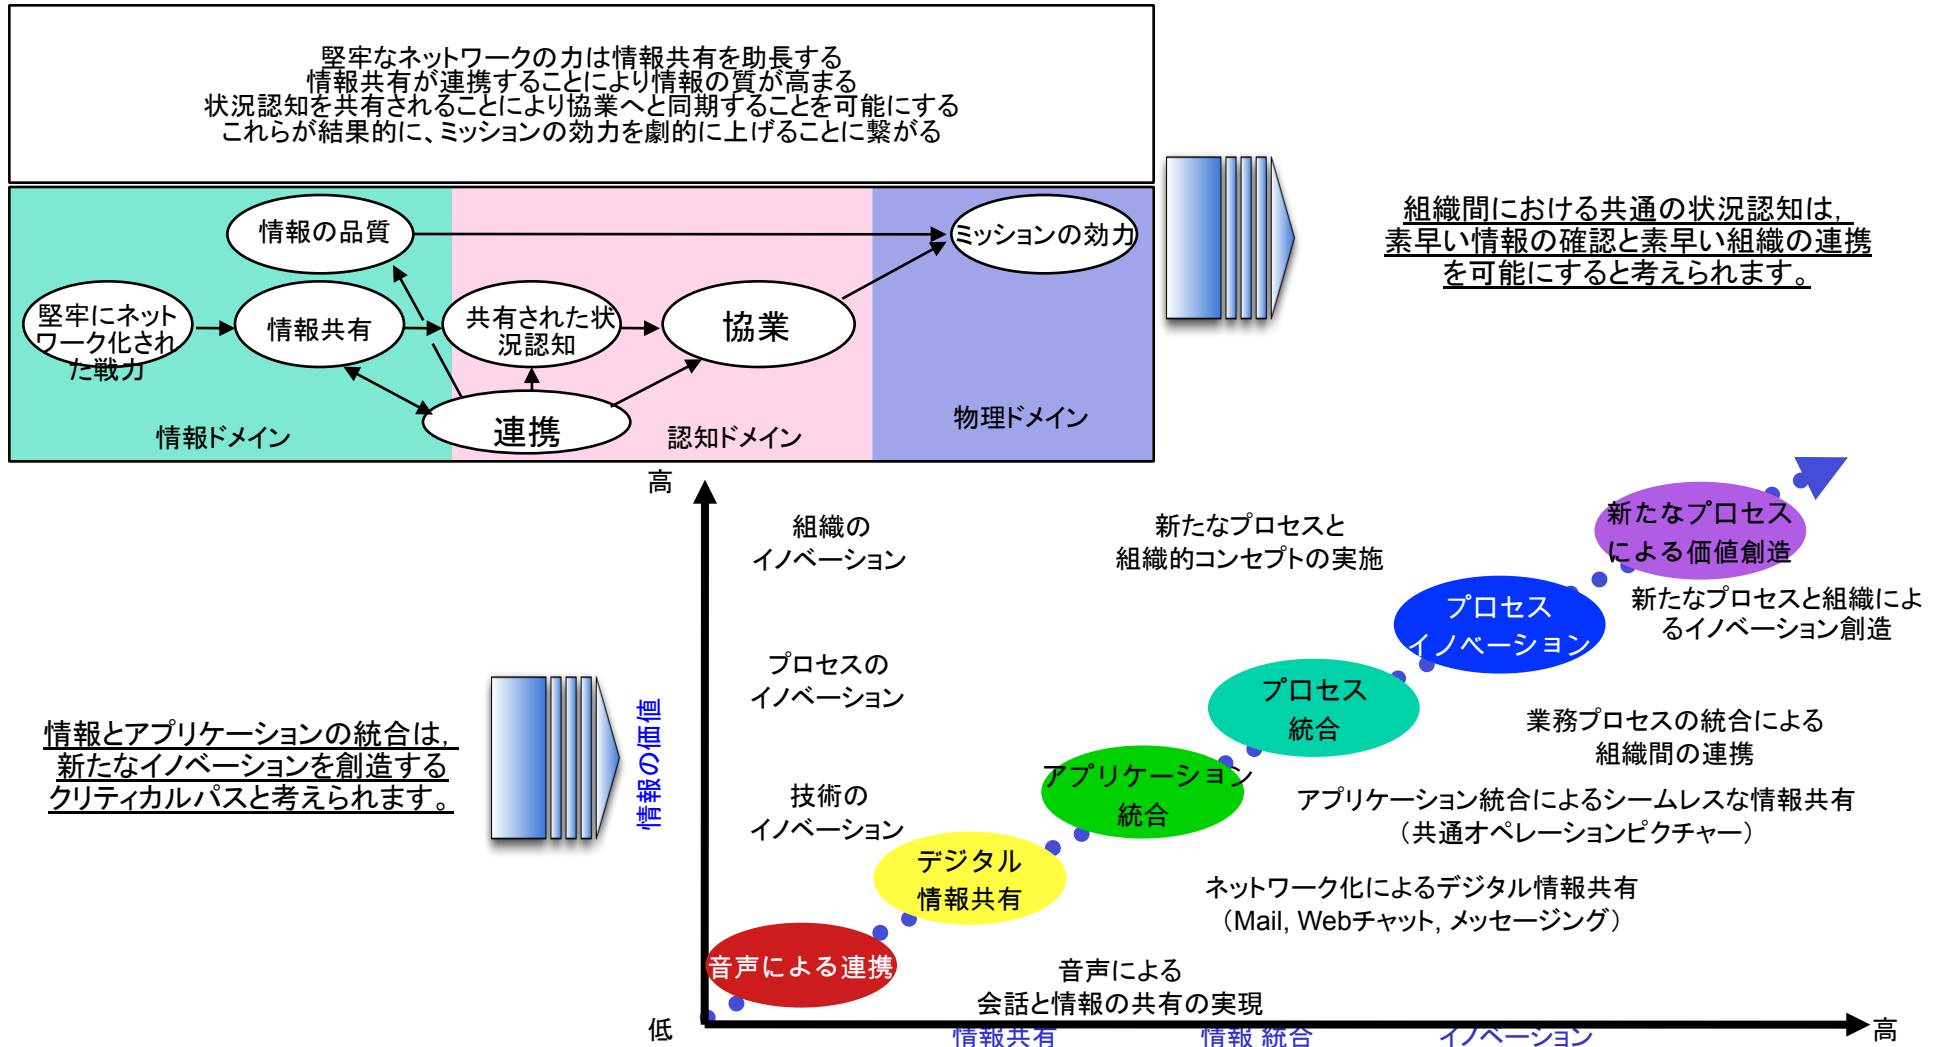 堅牢なネットワークの力は情報共有を助長する
情報共有が連携することにより情報の質が高まる
状況認知を共有されることにより協業へと同期することを可能にする
これらが結果的に、ミッションの効力を劇的に上げることに繋がる
情報の品質
ミッションの効力
堅牢にネット
ワーク化され
た戦力
情報共有
共有された状
況認知
協業
連携
情報ドメイン
認知ドメイン
物理ドメイン
組織間における共通の状況認知は,
素早い情報の確認と素早い組織の連携
を可能にすると考えられます。
情報とアプリケーションの統合は,
新たなイノベーションを創造する
クリティカルパスと考えられます。
高
情報の価値
低
組織の
イノベーション
プロセスの
イノベーション
技術の
イノベーション
新たなプロセスと
組織的コンセプトの実施
新たなプロセス
による価値創造
新たなプロセスと組織によ
るイノベーション創造
プロセス
イノベーション
プロセス
統合
業務プロセスの統合による
組織間の連携
アプリケーション
統合
アプリケーション統合によるシームレスな情報共有
（共通オペレーションピクチャー）
デジタル
情報共有
ネットワーク化によるデジタル情報共有
（Mail, Webチャット, メッセージング）
音声による連携
音声による
会話と情報の共有の実現
情報共有
情報 統合
イノベーション
高